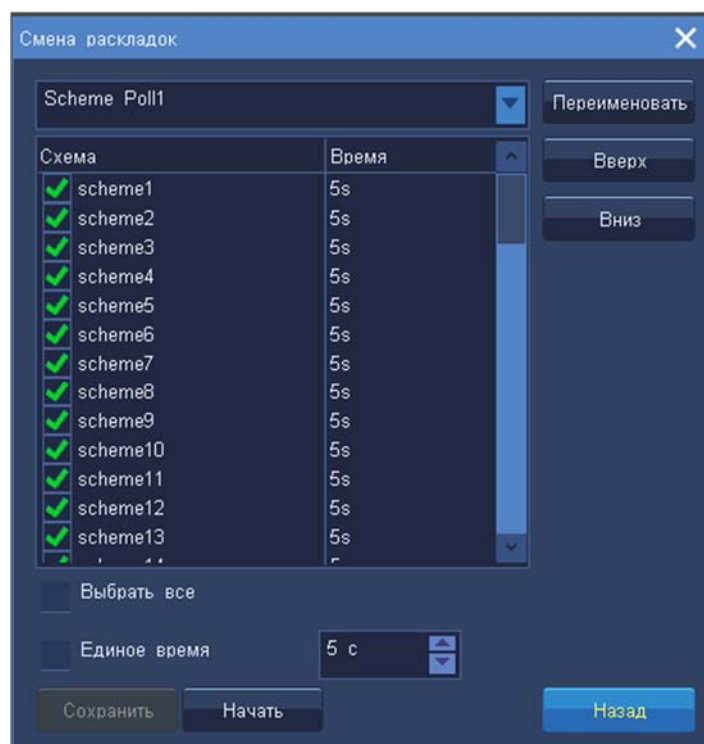 Смена раскладок
Scheme Poll1
Переименовать
Схема Время
Вверх
scheme1 5s
scheme2 5s
Вниз
scheme3 5s
scheme4 5s
scheme5 5s
scheme6 5s
scheme7 5s
scheme8 5s
scheme9 5s
scheme10 5s
scheme11 5s
scheme12 5s
scheme13 5s
Выбрать все
Единое время 5 с
Сохранить Начать Назад